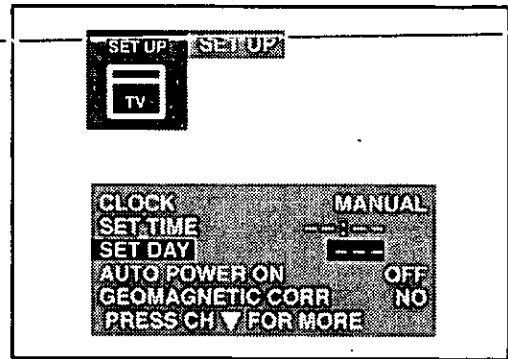 SET UP SET UP
TV
CLOCK MANUAL
SET TIME --:--
SET DAY ---
AUTO POWER ON OFF
GEOMAGNETIC CORR NO
PRESS CH ▼ FOR MORE